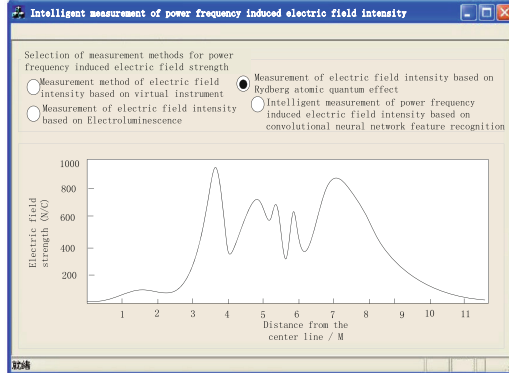 Intelligent measurement of power frequency induced electric field intensity
Selection of measurement methods for power
frequency induced electric field strength
Measurement method of electric field
intensity based on virtual instrument
Measurement of electric field intensity
based on Electroluminescence
Measurement of electric field intensity based on
Rydberg atomic quantum effect
Intelligent measurement of power frequency
induced electric field intensity based on
convolutional neural network feature recognition
1000
800
600
400
200
Electric field
strength (N/C)
1 2 3 4 5 6 7 8 9 10 11
Distance from the
center line / M
就绪